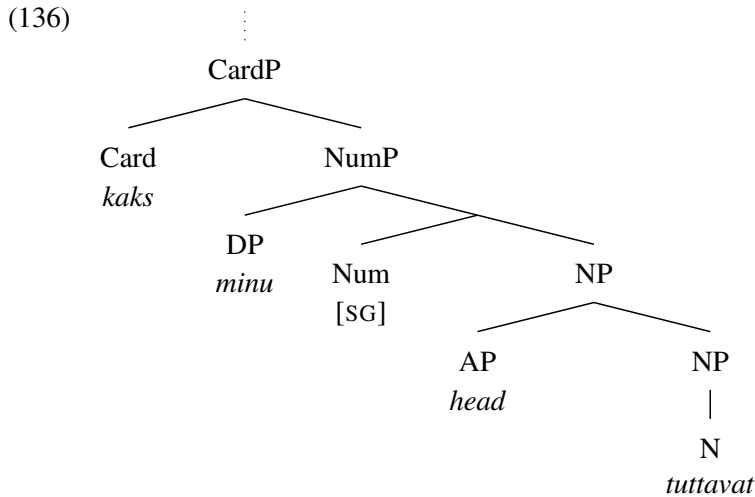 (136)
CardP
Card NumP
kaks
DP Num NP
minu [SG]
AP NP
head
N
tuttavat